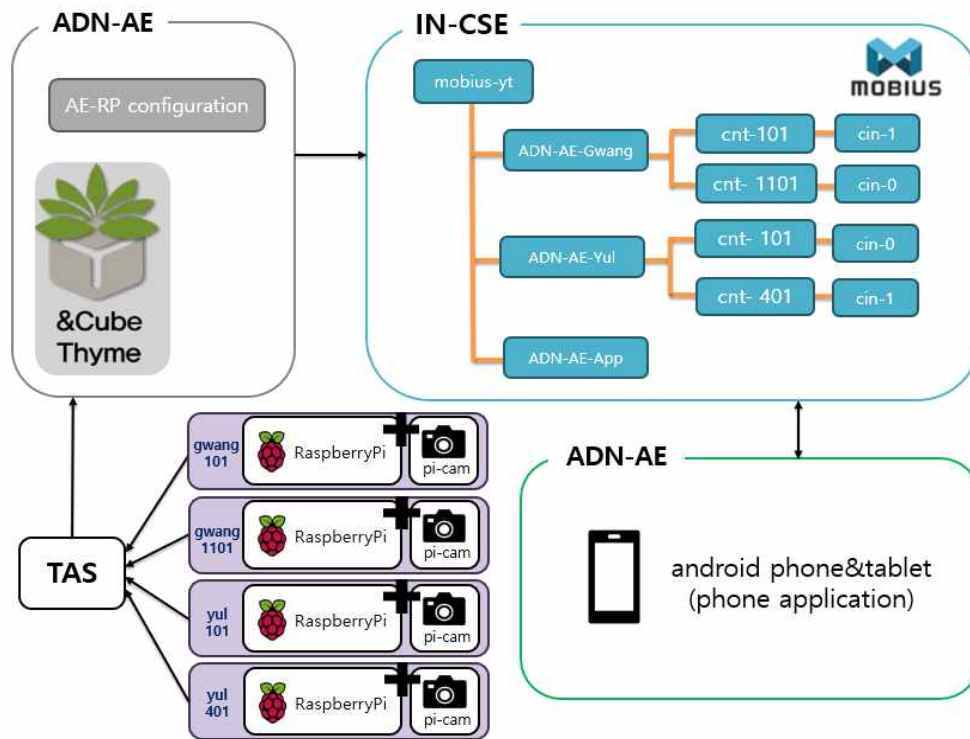 ADN-AE
AE-RP configuration
&Cube
Thyme
IN-CSE
MOBIUS
mobius-yt
ADN-AE-Gwang
cnt-101
cin-1
cnt- 1101
cin-0
ADN-AE-Yul
cnt- 101
cin-0
cnt- 401
cin-1
ADN-AE-App
TAS
gwang
101
RaspberryPi
pi-cam
gwang
1101
RaspberryPi
pi-cam
yul
101
RaspberryPi
pi-cam
yul
401
RaspberryPi
pi-cam
ADN-AE
android phone&tablet
(phone application)